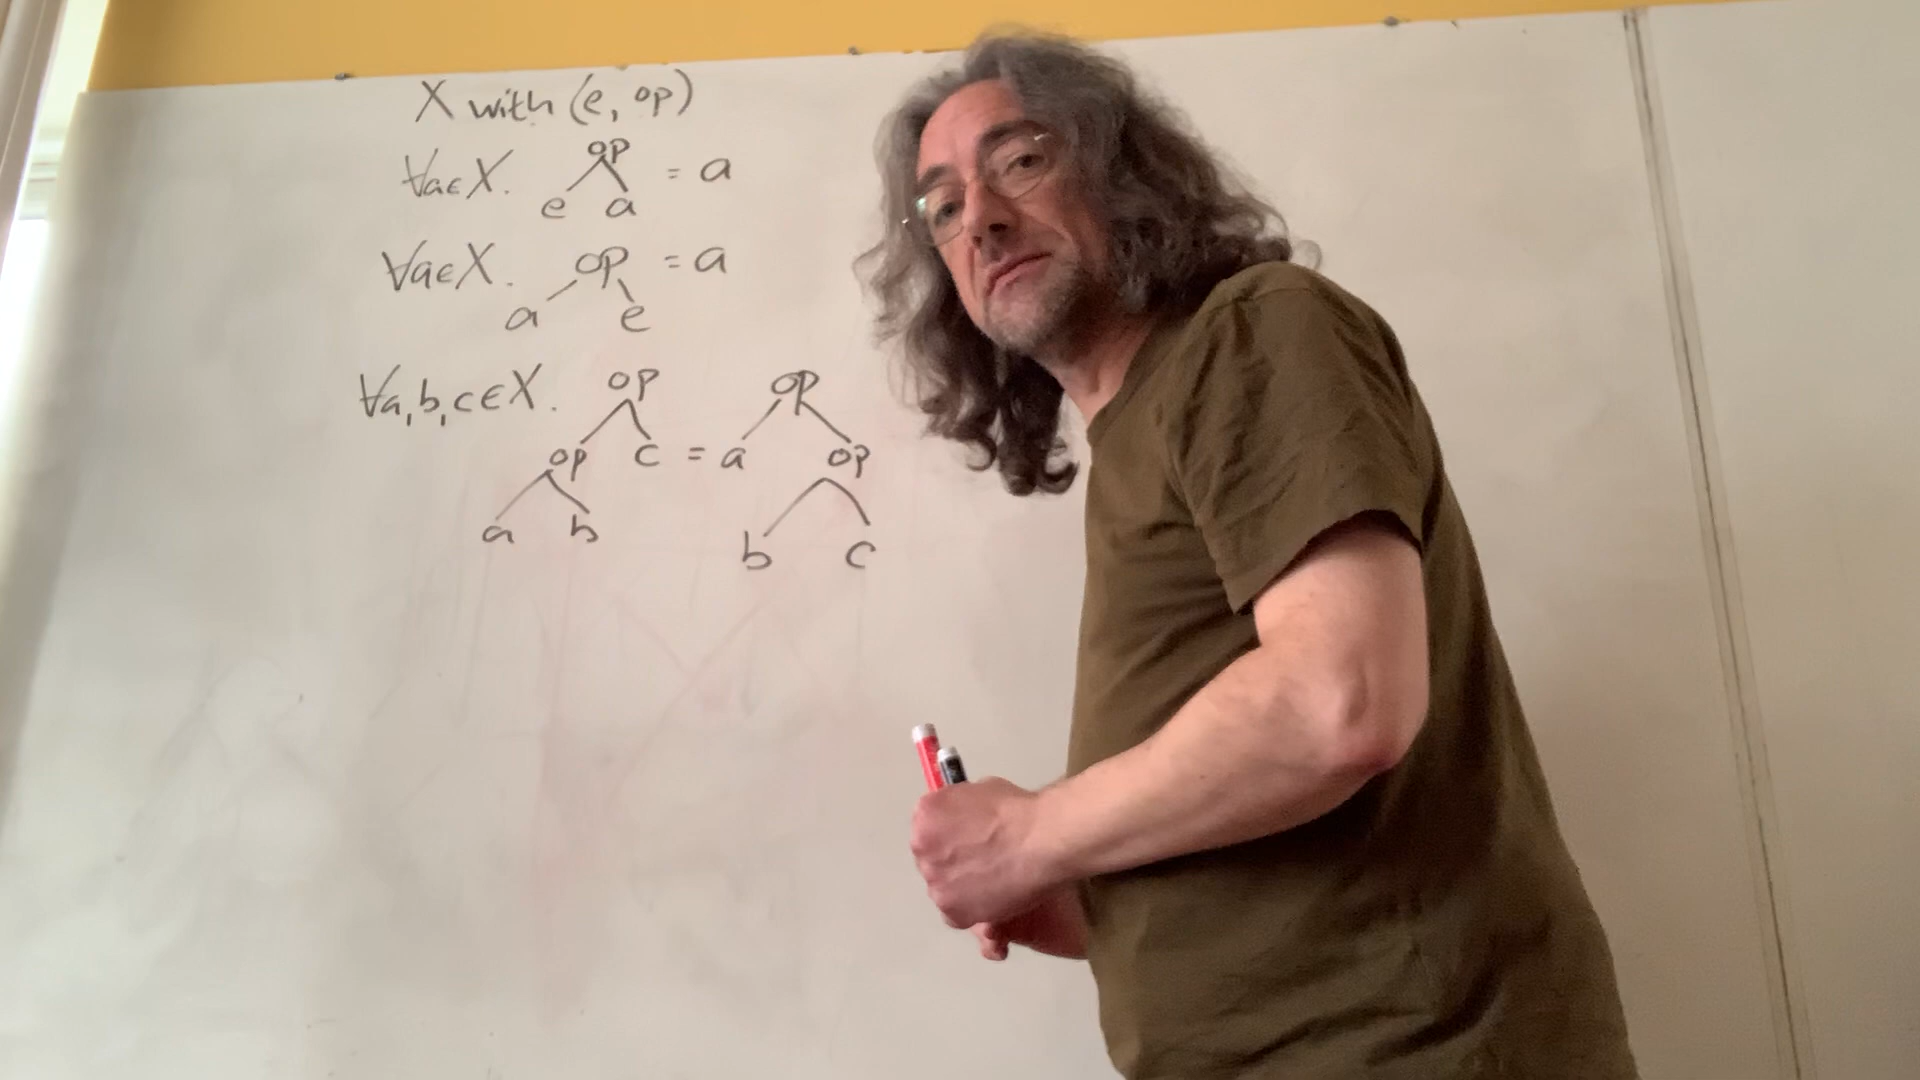 X with (e, op)
op
∀a∈X. = a
e a
∀a∈X. op = a
a e
∀a,b,c∈X. op op
op c = a op
a b b c